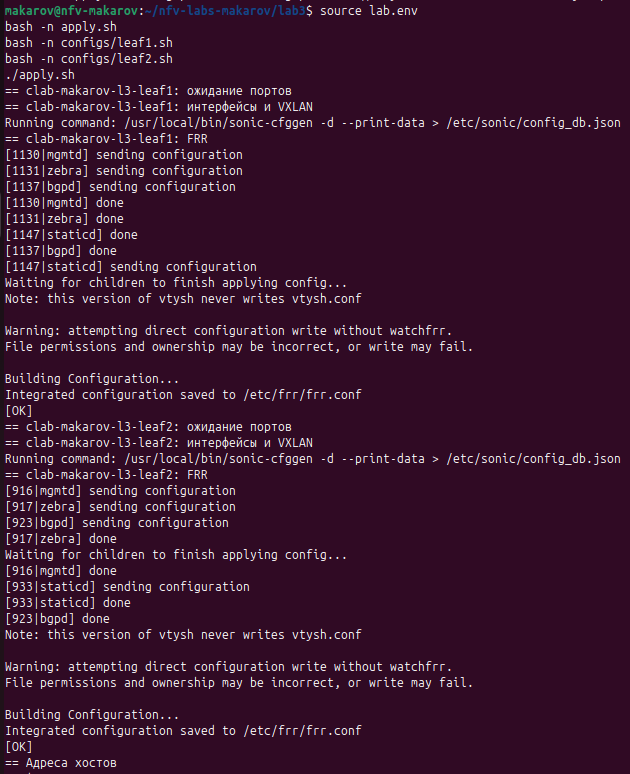 makarov@nfv-makarov:~/nfv-labs-makarov/lab3$ source lab.env
bash -n apply.sh
bash -n configs/leaf1.sh
bash -n configs/leaf2.sh
./apply.sh
== clab-makarov-l3-leaf1: ожидание портов
== clab-makarov-l3-leaf1: интерфейсы и VXLAN
Running command: /usr/local/bin/sonic-cfggen -d --print-data > /etc/sonic/config_db.json
== clab-makarov-l3-leaf1: FRR
[1130|mgmtd] sending configuration
[1131|zebra] sending configuration
[1137|bgpd] sending configuration
[1130|mgmtd] done
[1131|zebra] done
[1147|staticd] done
[1137|bgpd] done
[1147|staticd] sending configuration
Waiting for children to finish applying config...
Note: this version of vtysh never writes vtysh.conf

Warning: attempting direct configuration write without watchfrr.
File permissions and ownership may be incorrect, or write may fail.

Building Configuration...
Integrated configuration saved to /etc/frr/frr.conf
[OK]
== clab-makarov-l3-leaf2: ожидание портов
== clab-makarov-l3-leaf2: интерфейсы и VXLAN
Running command: /usr/local/bin/sonic-cfggen -d --print-data > /etc/sonic/config_db.json
== clab-makarov-l3-leaf2: FRR
[916|mgmtd] sending configuration
[917|zebra] sending configuration
[923|bgpd] sending configuration
[917|zebra] done
Waiting for children to finish applying config...
[916|mgmtd] done
[933|staticd] sending configuration
[933|staticd] done
[923|bgpd] done
Note: this version of vtysh never writes vtysh.conf

Warning: attempting direct configuration write without watchfrr.
File permissions and ownership may be incorrect, or write may fail.

Building Configuration...
Integrated configuration saved to /etc/frr/frr.conf
[OK]
== Адреса хостов